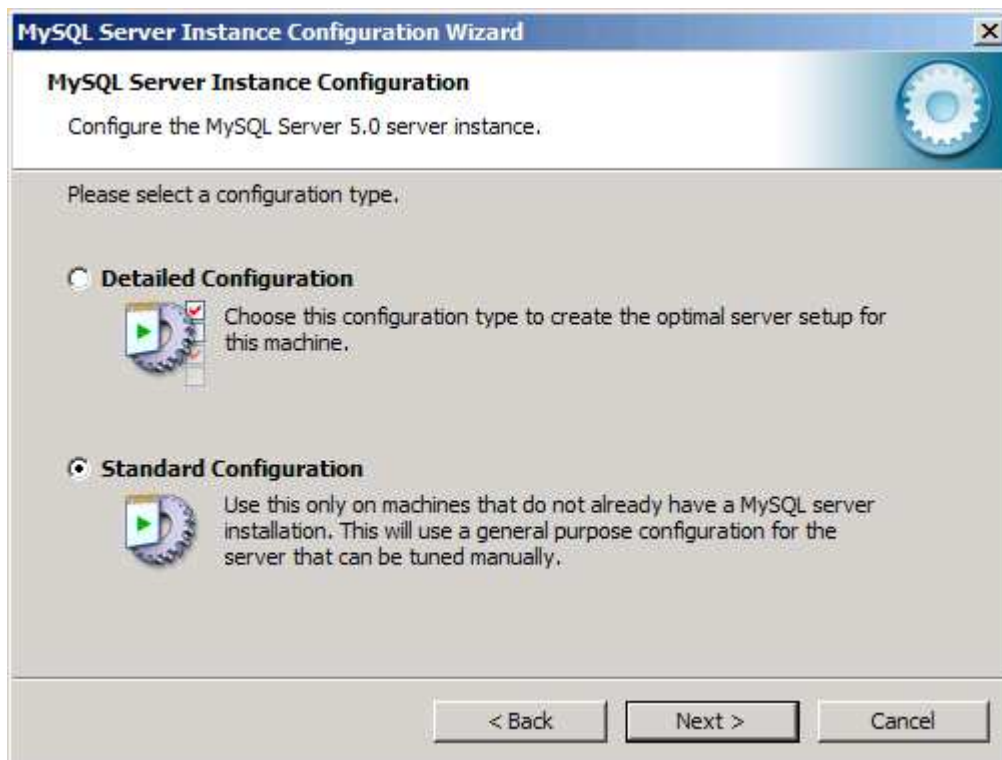 MySQL Server Instance Configuration Wizard
MySQL Server Instance Configuration
Configure the MySQL Server 5.0 server instance.
Please select a configuration type.
Detailed Configuration
Choose this configuration type to create the optimal server setup for
this machine.
Standard Configuration
Use this only on machines that do not already have a MySQL server
installation. This will use a general purpose configuration for the
server that can be tuned manually.
< Back Next > Cancel